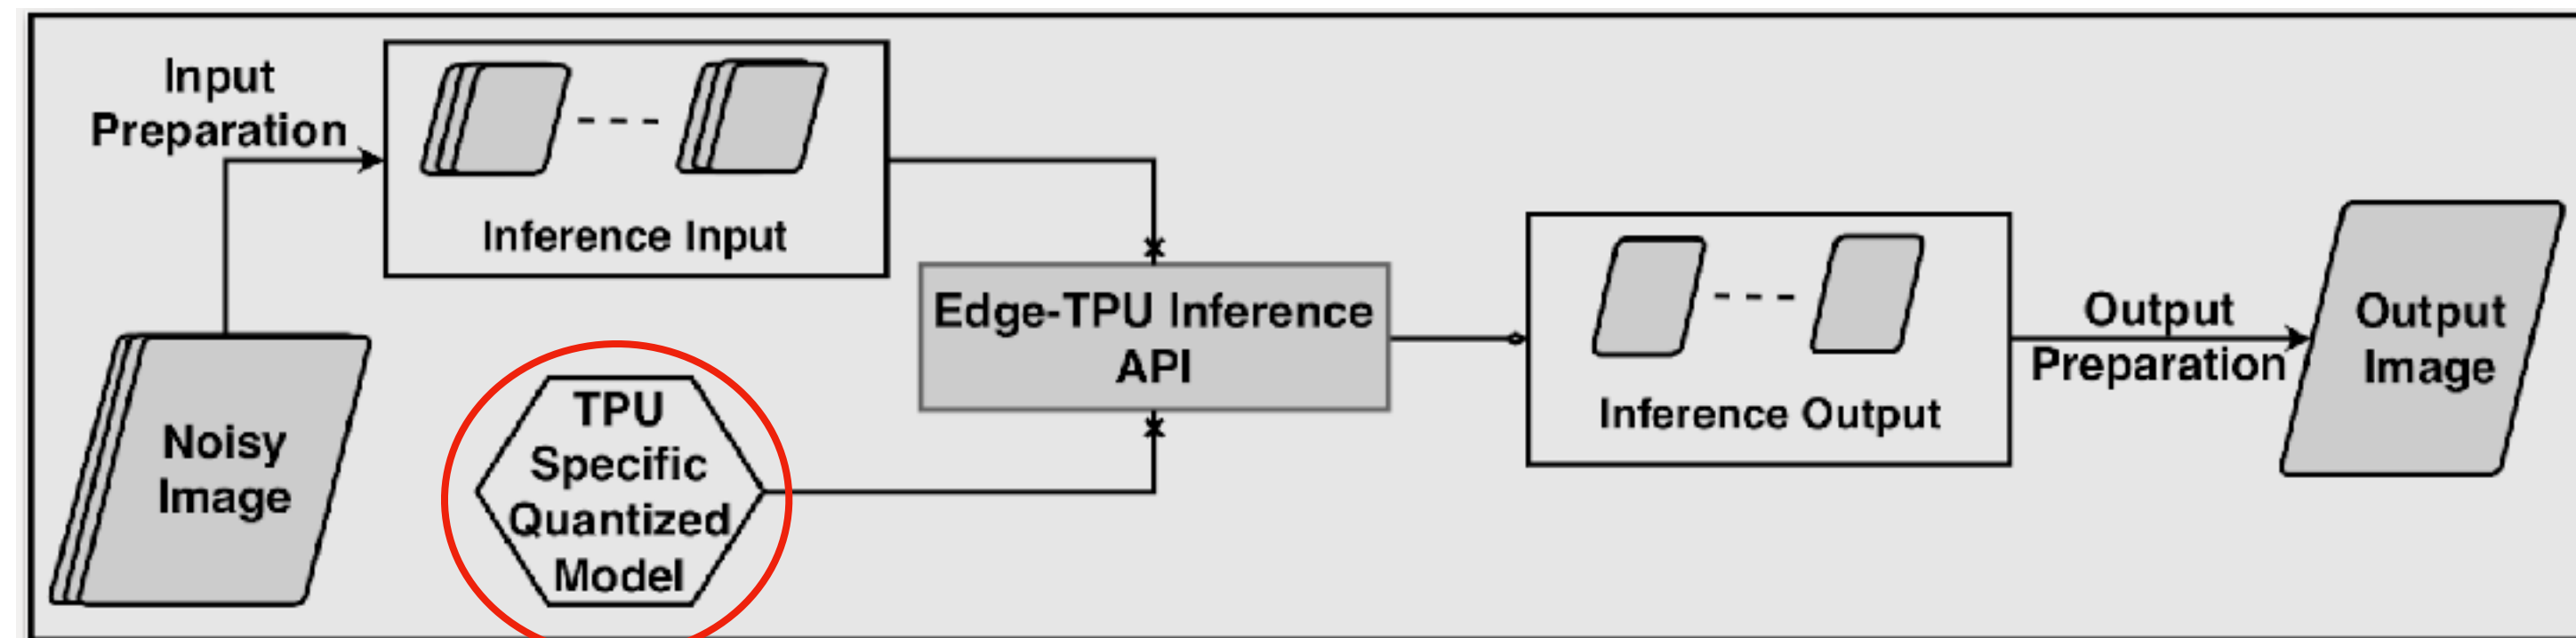 Input
Preparation
Inference Input
Noisy
Image
TPU
Specific
Quantized
Model
Edge-TPU Inference
API
Inference Output
Output
Preparation
Output
Image